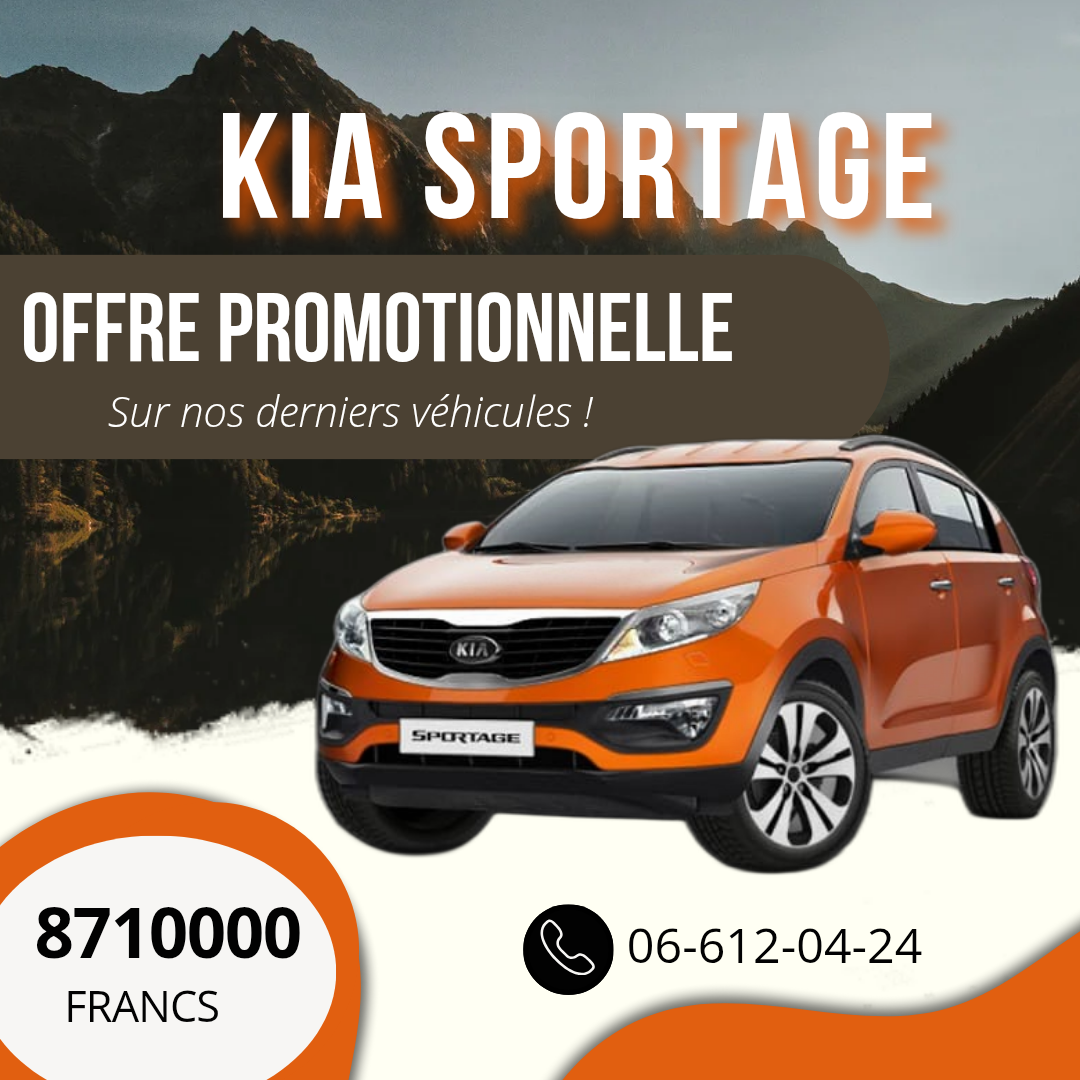 KIA SPORTAGE
OFFRE PROMOTIONNELLE
Sur nos derniers véhicules !
KIA
SPORTAGE
8710000
FRANCS
06-612-04-24